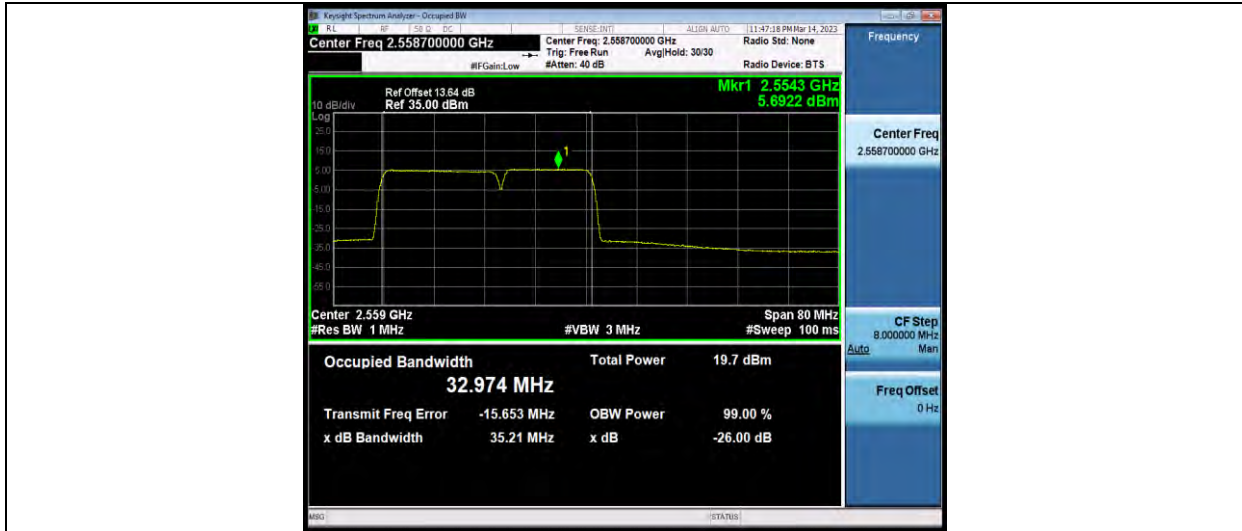 Keysight Spectrum Analyzer - Occupied BW
RL RF 50 Ω DC SENSE:INT ALIGN AUTO 11:47:18 PM Mar 14, 2023
Center Freq 2.558700000 GHz
Center Freq: 2.558700000 GHz
Radio Std: None
Trig: Free Run Avg|Hold: 30/30
#IFGain:Low #Atten: 40 dB Radio Device: BTS
Mkr1 2.5543 GHz
5.6922 dBm
Ref Offset 13.64 dB
10 dB/div Ref 35.00 dBm
Log
25.0
15.0
1
5.00
-5.00
-15.0
-25.0
-35.0
-45.0
-55.0
Center 2.559 GHz Span 80 MHz
#Res BW 1 MHz #VBW 3 MHz #Sweep 100 ms
Occupied Bandwidth Total Power 19.7 dBm
32.974 MHz
Transmit Freq Error -15.653 MHz OBW Power 99.00 %
x dB Bandwidth 35.21 MHz x dB -26.00 dB
MSG STATUS
Frequency
Center Freq
2.558700000 GHz
CF Step
8.000000 MHz
Auto Man
Freq Offset
0 Hz